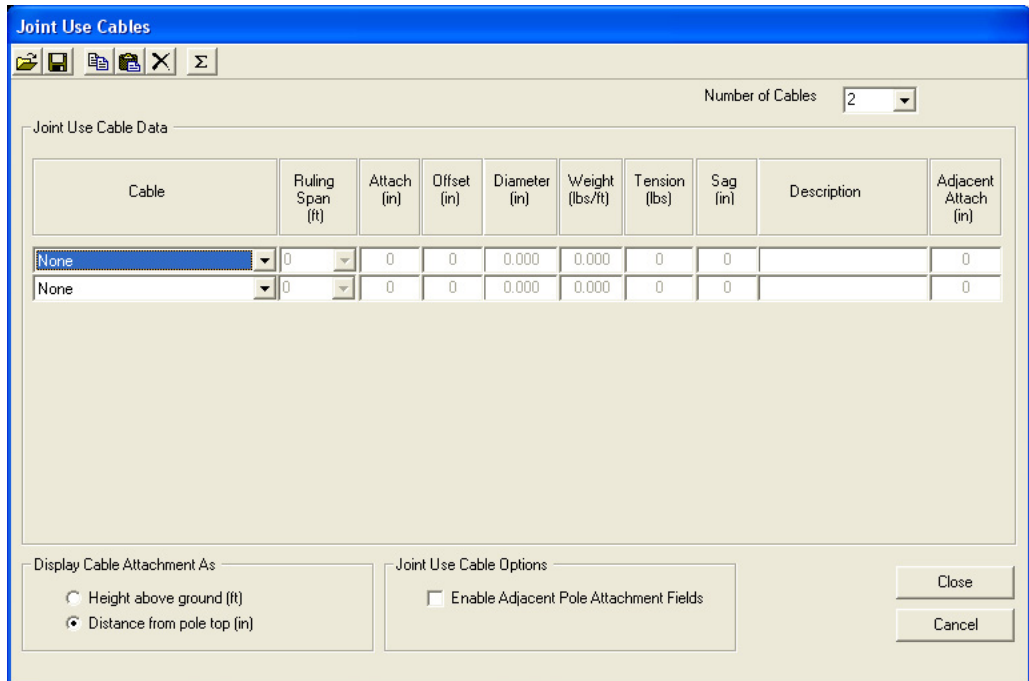 Joint Use Cables
Σ
Number of Cables 2
Joint Use Cable Data
Cable Ruling Span (ft) Attach (in) Offset (in) Diameter (in) Weight (lbs/ft) Tension (lbs) Sag (in) Description Adjacent Attach (in)
None 0 0 0 0.000 0.000 0 0 0
None 0 0 0 0.000 0.000 0 0 0
Display Cable Attachment As
Height above ground (ft)
Distance from pole top (in)
Joint Use Cable Options
Enable Adjacent Pole Attachment Fields
Close
Cancel